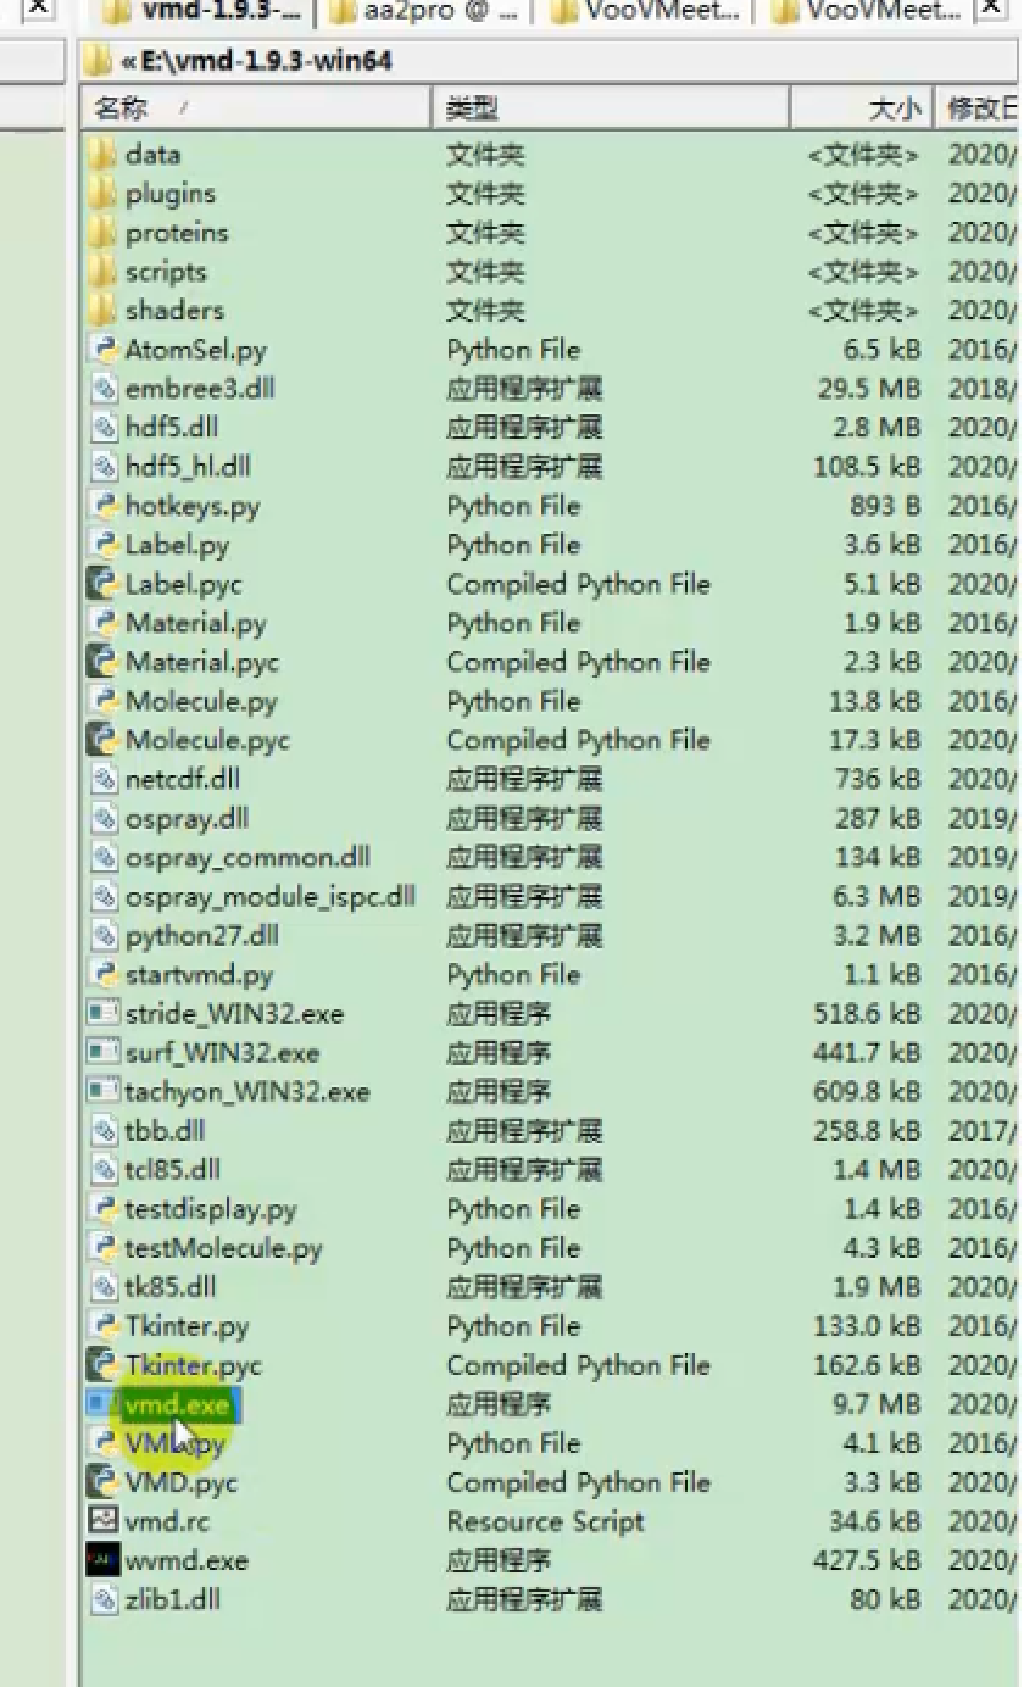 vmd-1.9.3-... aa2pro @ ... VooVMeet... VooVMeet...
« E:\vmd-1.9.3-win64
名称 / 类型 大小 修改日
data 文件夹 <文件夹> 2020/
plugins 文件夹 <文件夹> 2020/
proteins 文件夹 <文件夹> 2020/
scripts 文件夹 <文件夹> 2020/
shaders 文件夹 <文件夹> 2020/
AtomSel.py Python File 6.5 kB 2016/
embree3.dll 应用程序扩展 29.5 MB 2018/
hdf5.dll 应用程序扩展 2.8 MB 2020/
hdf5_hl.dll 应用程序扩展 108.5 kB 2020/
hotkeys.py Python File 893 B 2016/
Label.py Python File 3.6 kB 2016/
Label.pyc Compiled Python File 5.1 kB 2020/
Material.py Python File 1.9 kB 2016/
Material.pyc Compiled Python File 2.3 kB 2020/
Molecule.py Python File 13.8 kB 2016/
Molecule.pyc Compiled Python File 17.3 kB 2020/
netcdf.dll 应用程序扩展 736 kB 2020/
ospray.dll 应用程序扩展 287 kB 2019/
ospray_common.dll 应用程序扩展 134 kB 2019/
ospray_module_ispc.dll 应用程序扩展 6.3 MB 2019/
python27.dll 应用程序扩展 3.2 MB 2016/
startvmd.py Python File 1.1 kB 2016/
stride_WIN32.exe 应用程序 518.6 kB 2020/
surf_WIN32.exe 应用程序 441.7 kB 2020/
tachyon_WIN32.exe 应用程序 609.8 kB 2020/
tbb.dll 应用程序扩展 258.8 kB 2017/
tcl85.dll 应用程序扩展 1.4 MB 2020/
testdisplay.py Python File 1.4 kB 2016/
testMolecule.py Python File 4.3 kB 2016/
tk85.dll 应用程序扩展 1.9 MB 2020/
Tkinter.py Python File 133.0 kB 2016/
Tkinter.pyc Compiled Python File 162.6 kB 2020/
vmd.exe 应用程序 9.7 MB 2020/
VMD.py Python File 4.1 kB 2016/
VMD.pyc Compiled Python File 3.3 kB 2020/
vmd.rc Resource Script 34.6 kB 2020/
wvmd.exe 应用程序 427.5 kB 2020/
zlib1.dll 应用程序扩展 80 kB 2020/